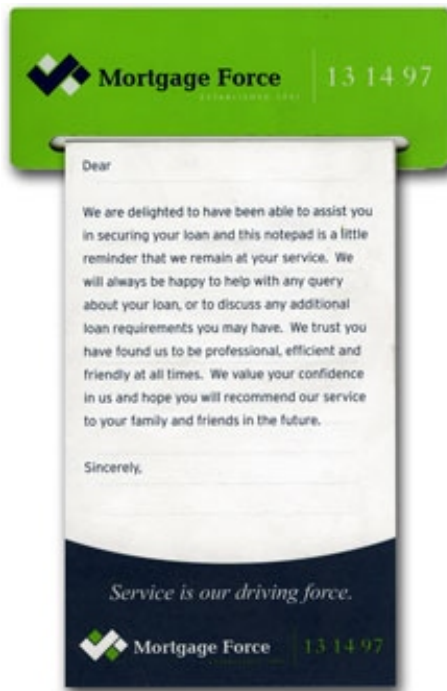 Mortgage Force
13 14 97
Dear
We are delighted to have been able to assist you
in securing your loan and this notepad is a little
reminder that we remain at your service. We
will always be happy to help with any query
about your loan, or to discuss any additional
loan requirements you may have. We trust you
have found us to be professional, efficient and
friendly at all times. We value your confidence
in us and hope you will recommend our service
to your family and friends in the future.
Sincerely,
Service is our driving force.
Mortgage Force
13 14 97